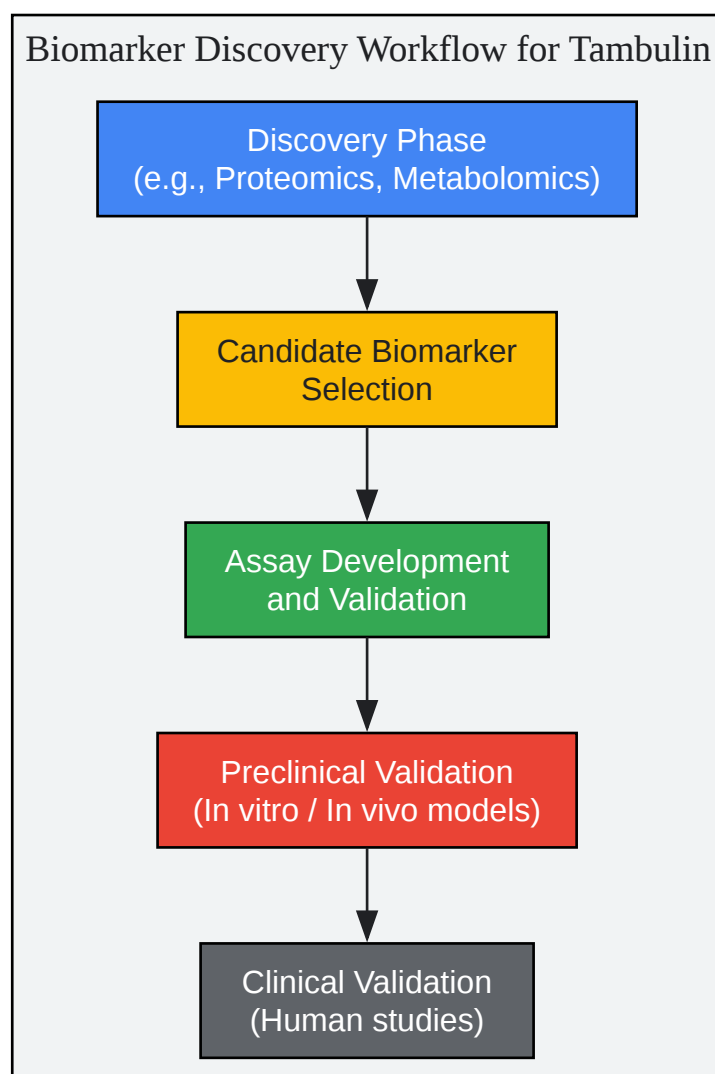 Biomarker Discovery Workflow for Tambulin
Discovery Phase
(e.g., Proteomics, Metabolomics)
Candidate Biomarker
Selection
Assay Development
and Validation
Preclinical Validation
(In vitro / In vivo models)
Clinical Validation
(Human studies)